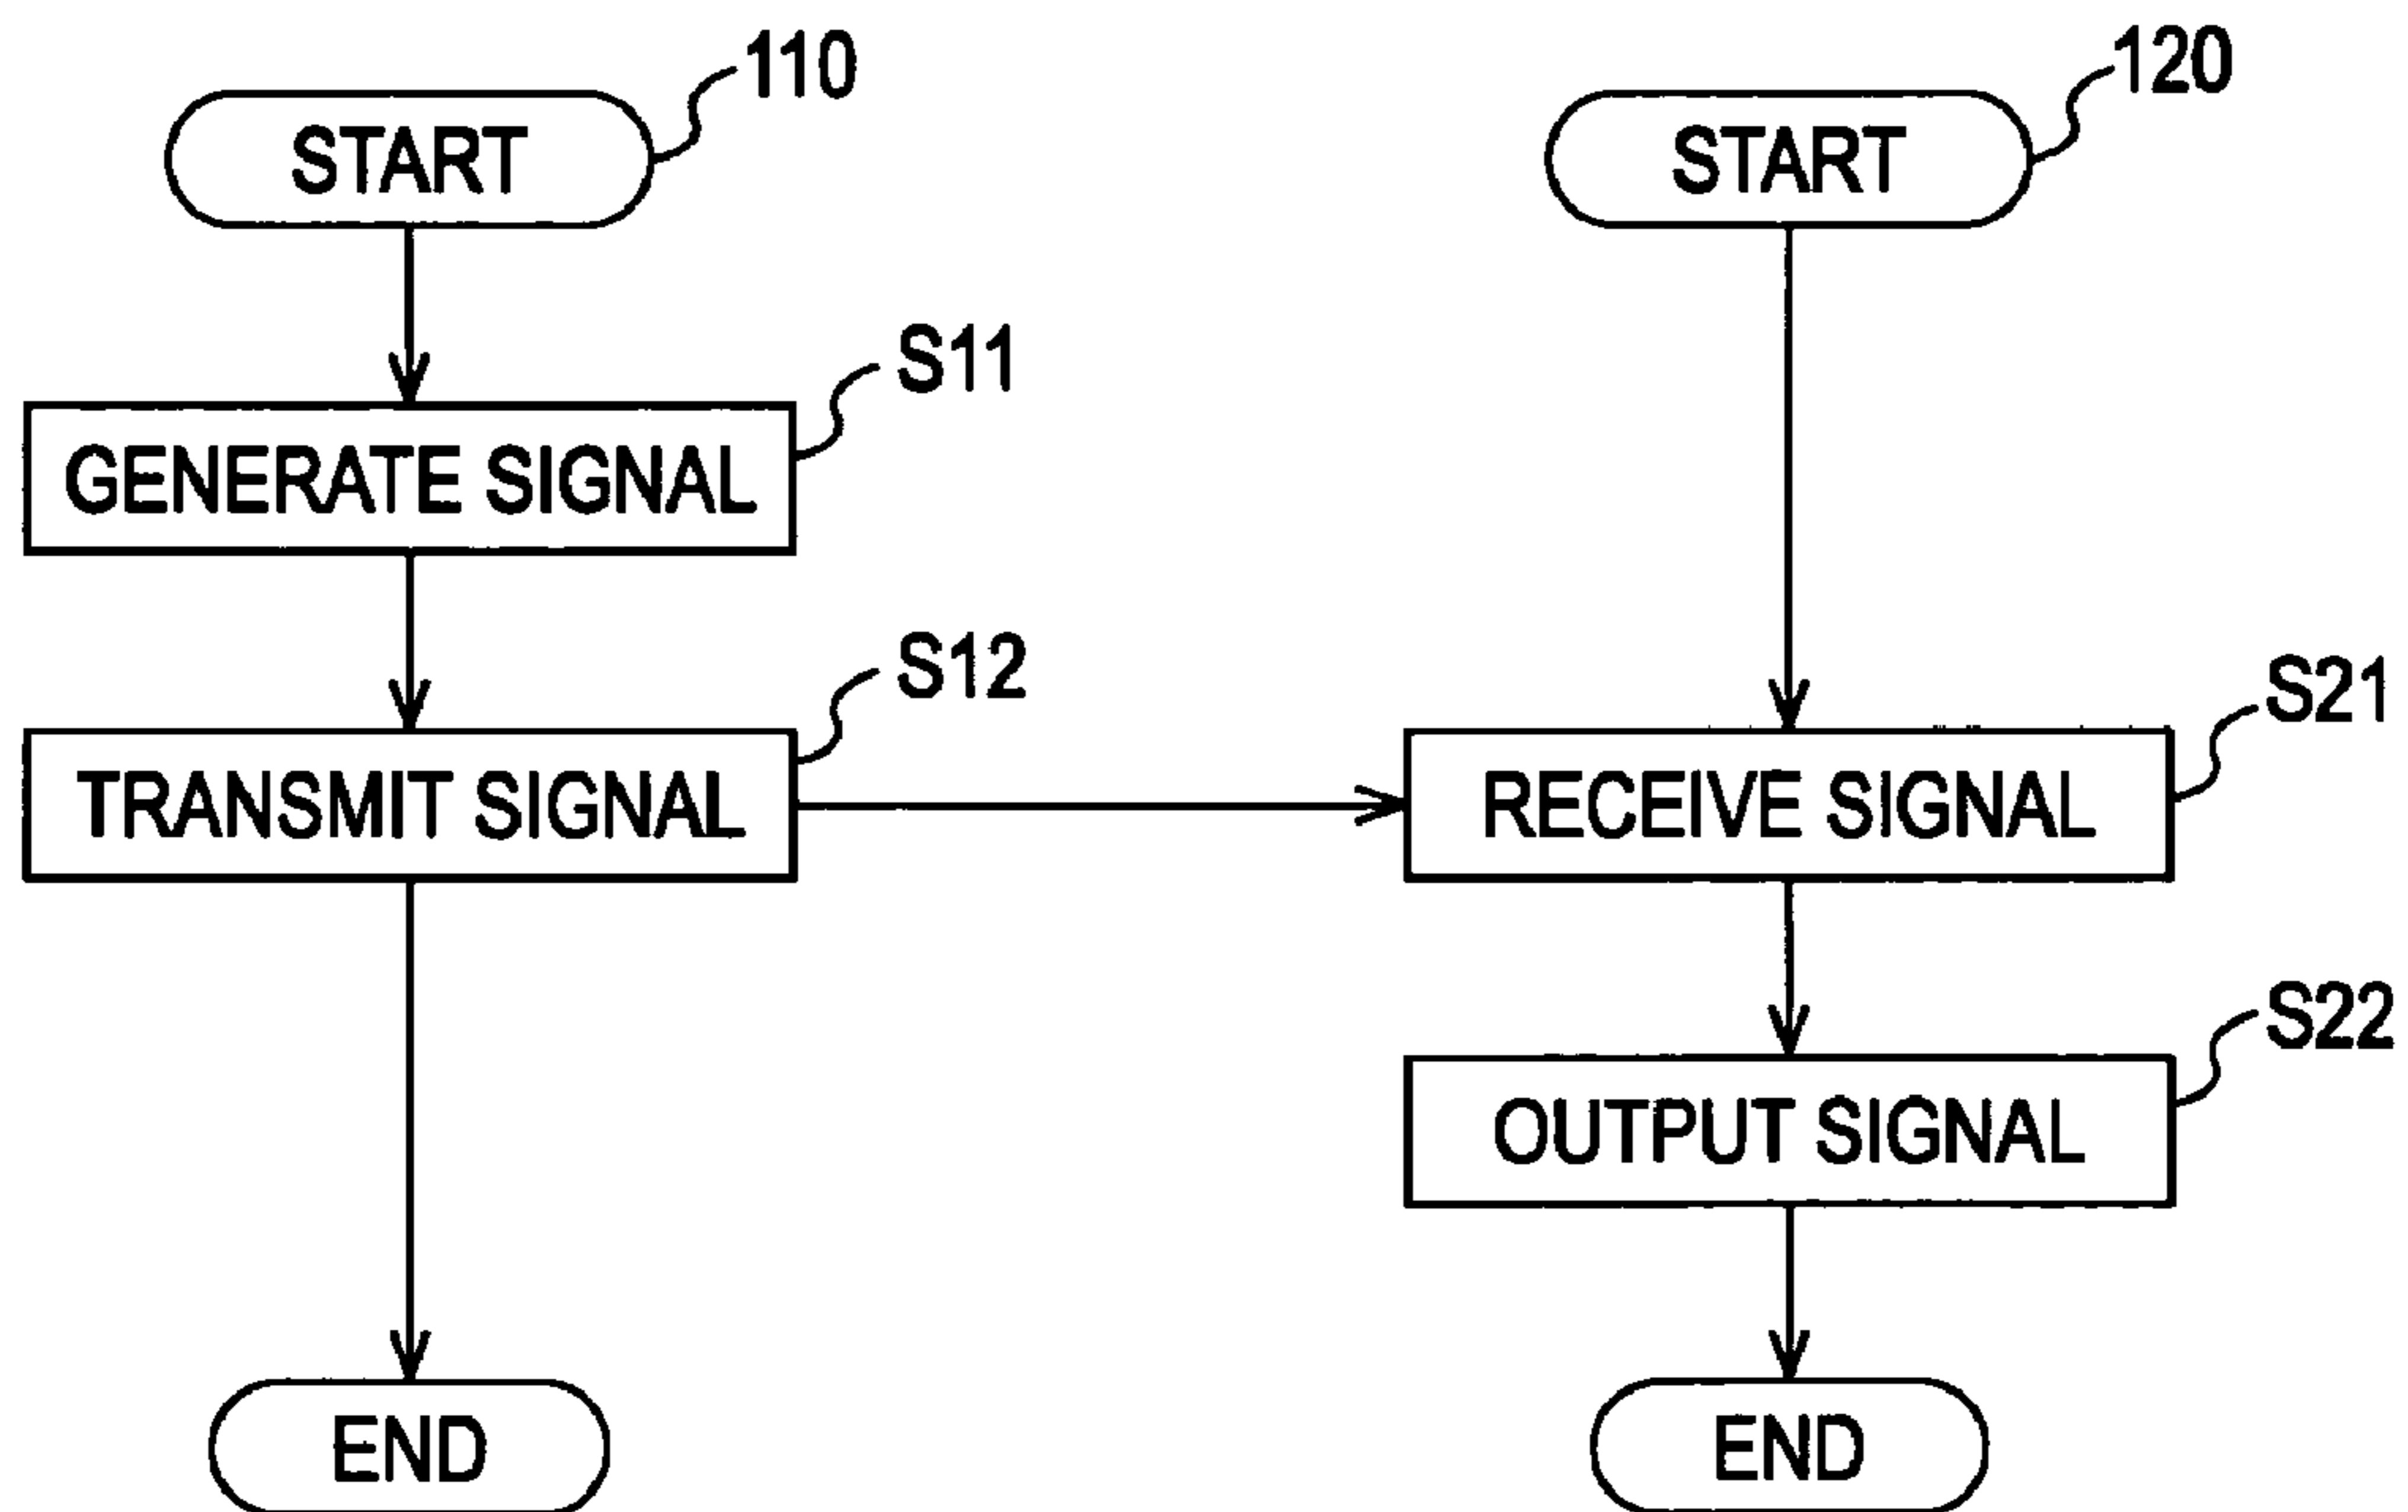 110
START
S11
GENERATE SIGNAL
S12
TRANSMIT SIGNAL
END
120
START
S21
RECEIVE SIGNAL
S22
OUTPUT SIGNAL
END